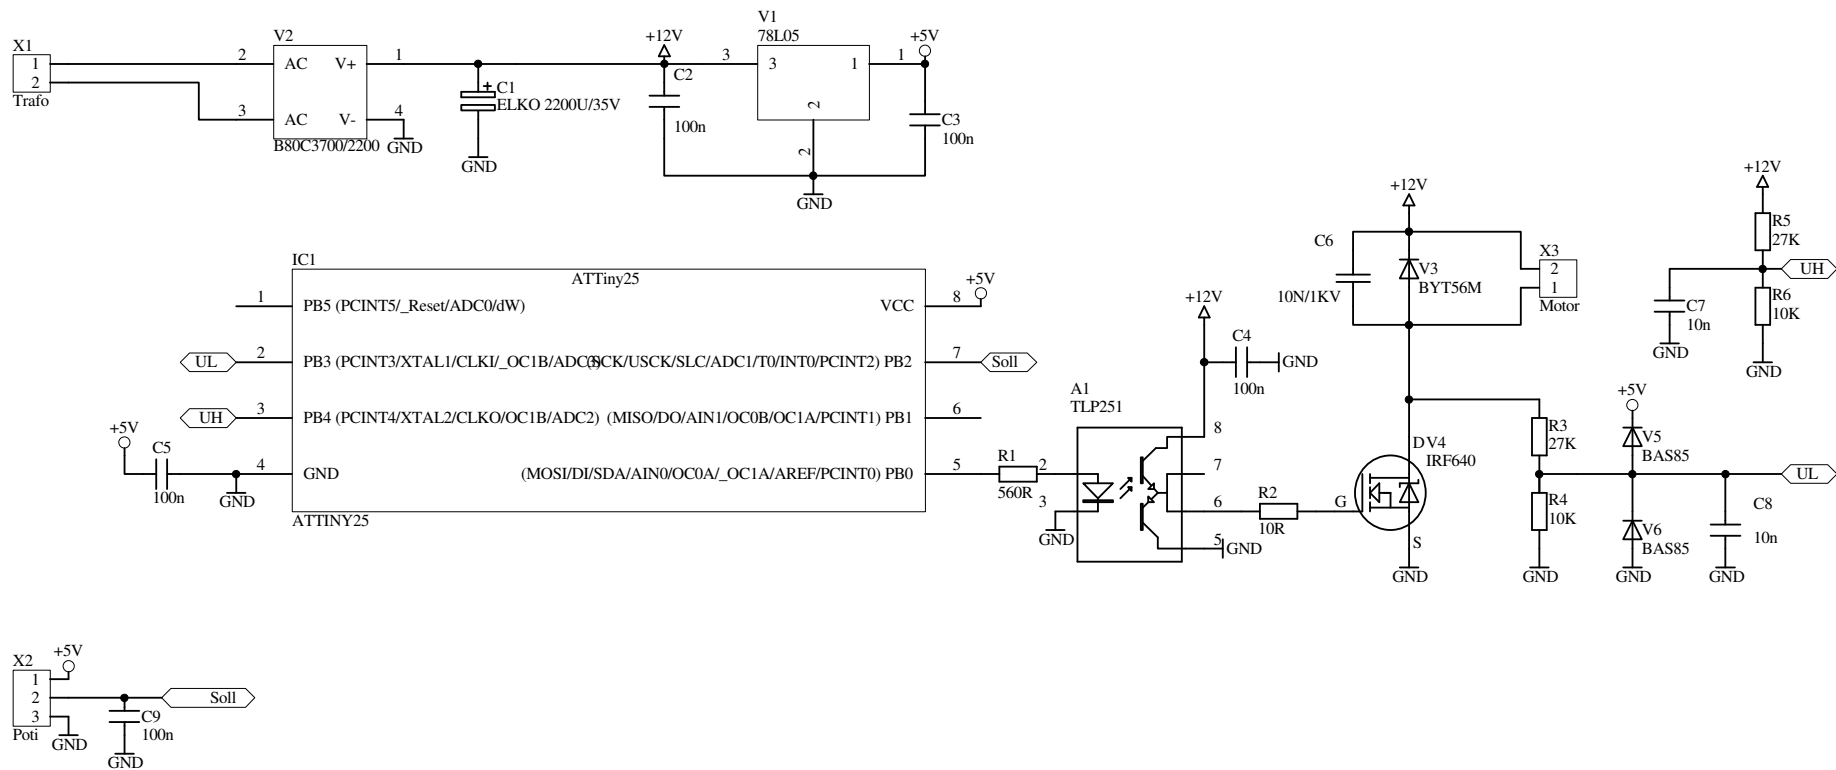 X1
1
2
Trafo
V2
2
AC
V+
1
3
AC
V-
4
B80C3700/2200
GND
+
C1
ELKO 2200U/35V
GND
+12V
C2
100n
V1
78L05
3
3
1
1
2
2
GND
+5V
C3
100n
IC1
ATTiny25
1
PB5 (PCINT5/_Reset/ADC0/dW)
VCC
8
+5V
UL
2
PB3 (PCINT3/XTAL1/CLKI/_OC1B/ADC3)
(SCK/USCK/SLC/ADC1/T0/INT0/PCINT2) PB2
7
Soll
UH
3
PB4 (PCINT4/XTAL2/CLKO/OC1B/ADC2)
(MISO/DO/AIN1/OC0B/OC1A/PCINT1) PB1
6
+5V
C5
100n
4
GND
GND
(MOSI/DI/SDA/AIN0/OC0A/_OC1A/AREF/PCINT0) PB0
5
ATTINY25
R1
560R
2
3
GND
A1
TLP251
8
7
6
5
GND
+12V
C4
100n
GND
R2
10R
G
D
V4
IRF640
S
GND
+12V
C6
10N/1KV
V3
BYT56M
X3
2
1
Motor
R3
27K
R4
10K
GND
+5V
V5
BAS85
V6
BAS85
GND
UL
C8
10n
GND
+12V
R5
27K
UH
C7
10n
GND
R6
10K
GND
X2
+5V
1
2
3
Poti
GND
Soll
C9
100n
GND